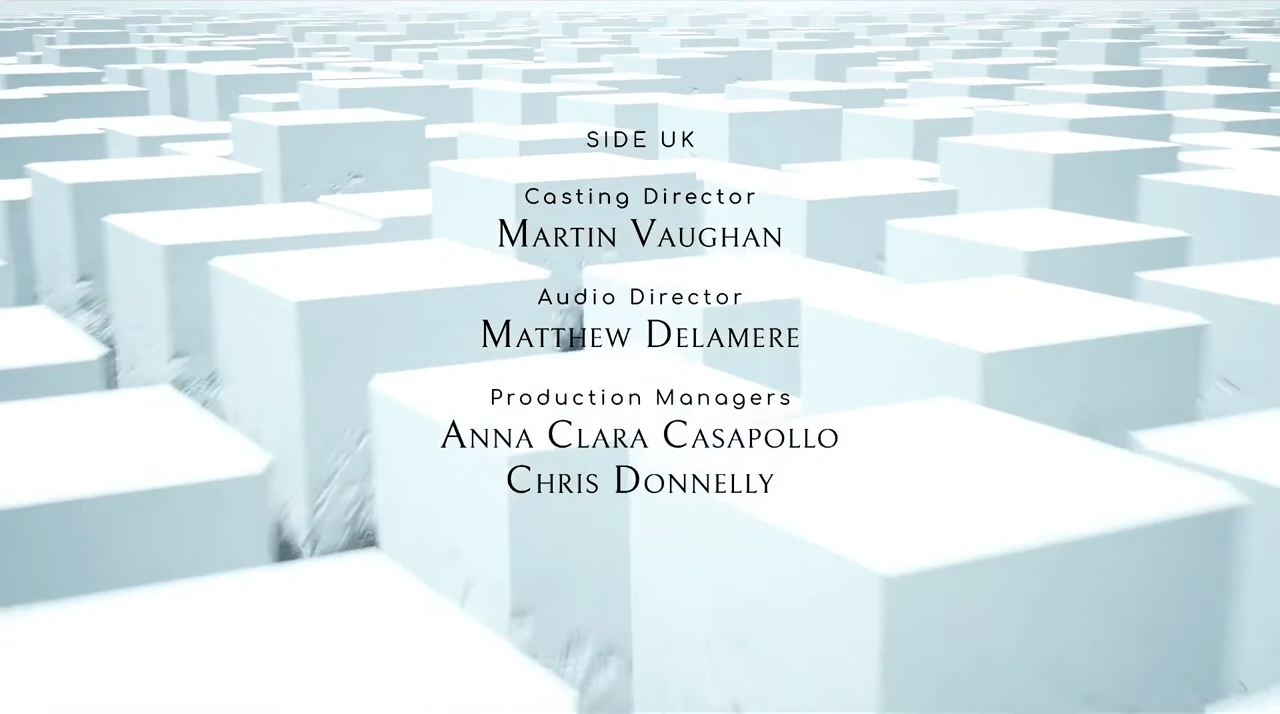 SIDE UK
Casting Director
Martin Vaughan
Audio Director
Matthew Delamere
Production Managers
Anna Clara Casapollo
Chris Donnelly